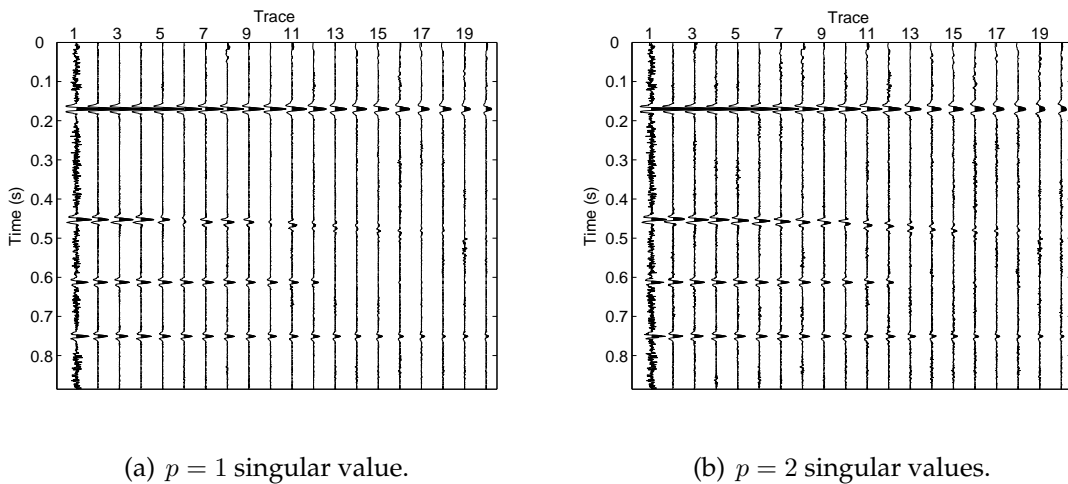 Trace
1 3 5 7 9 11 13 15 17 19
0
0.1
0.2
0.3
0.4
0.5
0.6
0.7
0.8
Time (s)
(a) p = 1 singular value.
Trace
1 3 5 7 9 11 13 15 17 19
0
0.1
0.2
0.3
0.4
0.5
0.6
0.7
0.8
Time (s)
(b) p = 2 singular values.